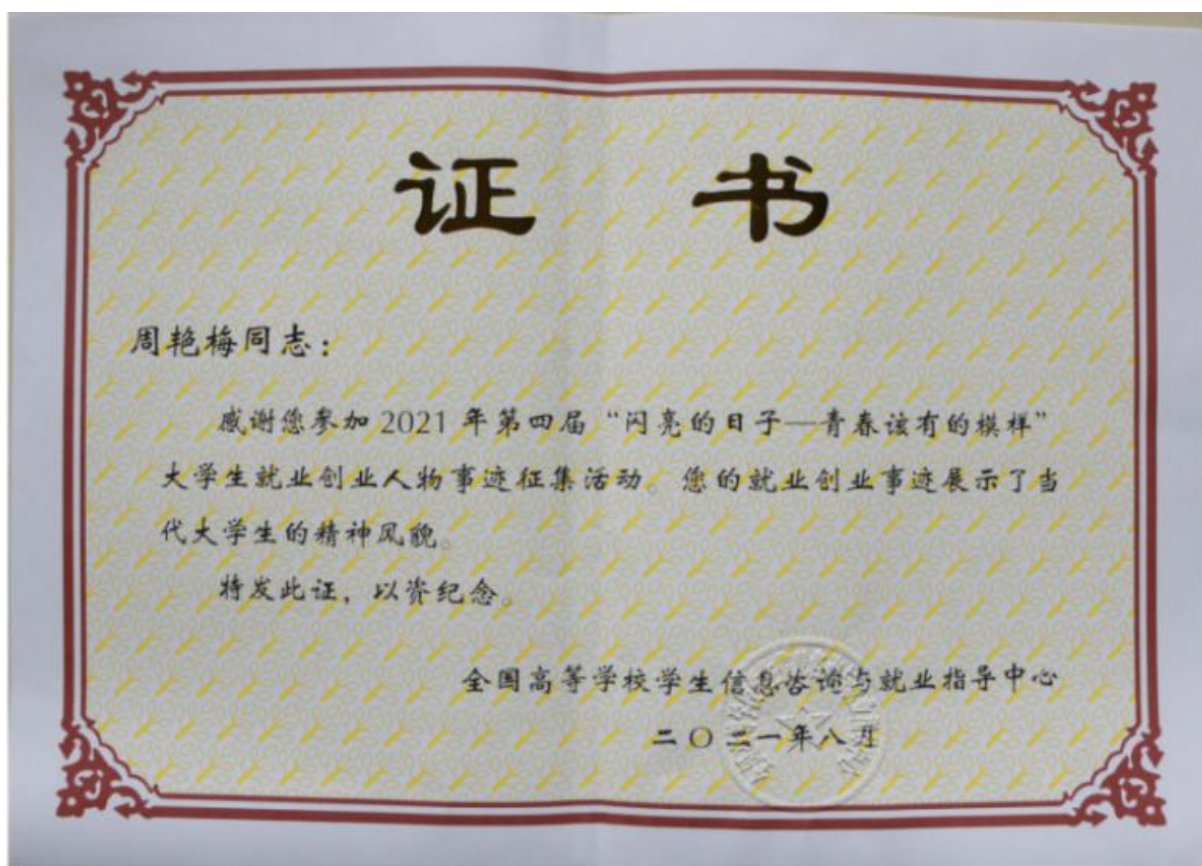 证 书
周艳梅同志：
感谢您参加 2021 年第四届“闪亮的日子—青春该有的模样”
大学生就业创业人物事迹征集活动。您的就业创业事迹展示了当
代大学生的精神风貌。
特发此证，以资纪念。
全国高等学校学生信息咨询与就业指导中心
二〇二一年八月